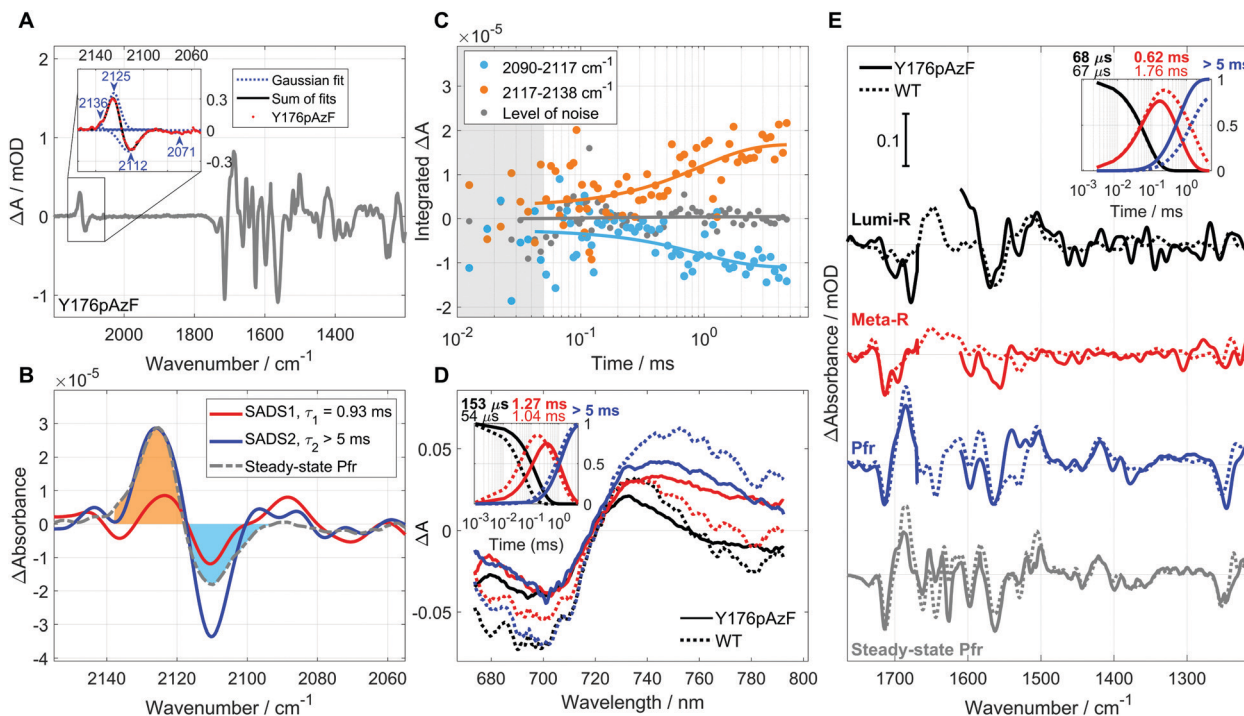 A
2140 2100 2060
2125
2136
2112
2071
0.3
0
-0.3
Gaussian fit
Sum of fits
Y176pAzF
2
1
0
-1
ΔA / mOD
Y176pAzF
2000 1800 1600 1400
Wavenumber / cm-1
B
×10-5
SADS1, τ1 = 0.93 ms
SADS2, τ2 > 5 ms
Steady-state Pfr
4
3
2
1
0
-1
-2
-3
-4
ΔAbsorbance
2140 2120 2100 2080 2060
Wavenumber / cm-1
C
×10-5
2090-2117 cm-1
2117-2138 cm-1
Level of noise
3
2
1
0
-1
-2
Integrated ΔA
10-2 10-1 100
Time / ms
D
153 μs 1.27 ms > 5 ms
54 μs 1.04 ms
1
0.5
0
10-3 10-2 10-1 100
Time (ms)
0.05
0
-0.05
ΔA
Y176pAzF
WT
680 700 720 740 760 780 800
Wavelength / nm
E
Y176pAzF
WT
0.1
68 μs 0.62 ms > 5 ms
67 μs 1.76 ms
1
0.5
0
10-3 10-2 10-1 100
Time / ms
Lumi-R
Meta-R
Pfr
Steady-state Pfr
ΔAbsorbance / mOD
1700 1600 1500 1400 1300
Wavenumber / cm-1